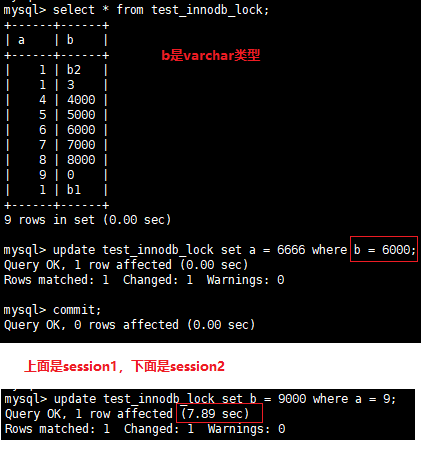 mysql> select * from test_innodb_lock;
+------+------+
| a    | b    |
b是varchar类型
+------+------+
|    1 | b2   |
|    1 | 3    |
|    4 | 4000 |
|    5 | 5000 |
|    6 | 6000 |
|    7 | 7000 |
|    8 | 8000 |
|    9 | 0    |
|    1 | b1   |
+------+------+
9 rows in set (0.00 sec)
mysql> update test_innodb_lock set a = 6666 where b = 6000;
Query OK, 1 row affected (0.00 sec)
Rows matched: 1  Changed: 1  Warnings: 0
mysql> commit;
Query OK, 0 rows affected (0.00 sec)
上面是session1，下面是session2
mysql> update test_innodb_lock set b = 9000 where a = 9;
Query OK, 1 row affected (7.89 sec)
Rows matched: 1  Changed: 1  Warnings: 0